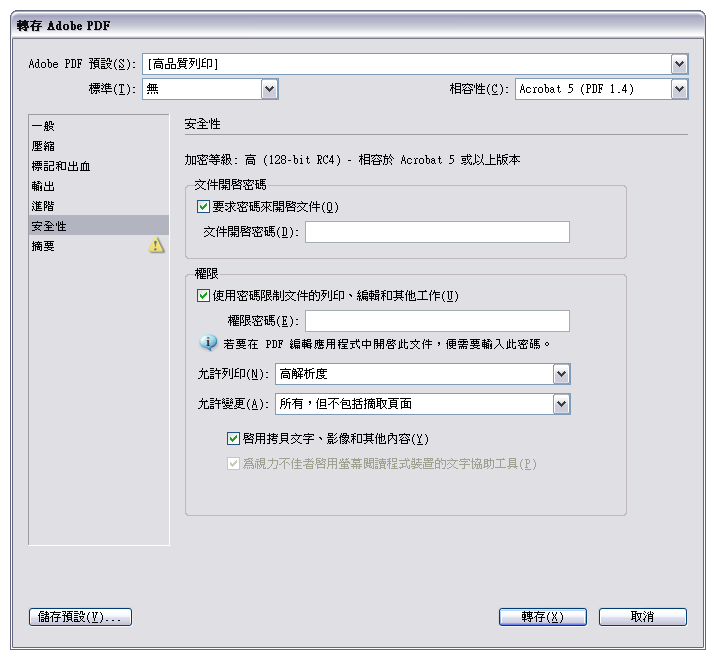 轉存 Adobe PDF
Adobe PDF 預設(S): [高品質列印]
標準(T): 無 相容性(C): Acrobat 5 (PDF 1.4)
一般
壓縮
標記和出血
輸出
進階
安全性
摘要
安全性
加密等級: 高 (128-bit RC4) - 相容於 Acrobat 5 或以上版本
文件開啓密碼
要求密碼來開啓文件(O)
文件開啓密碼(D):
權限
使用密碼限制文件的列印、編輯和其他工作(U)
權限密碼(E):
若要在 PDF 編輯應用程式中開啓此文件，便需要輸入此密碼。
允許列印(N): 高解析度
允許變更(A): 所有，但不包括摘取頁面
啓用拷貝文字、影像和其他內容(Y)
爲視力不佳者啓用螢幕閱讀程式裝置的文字協助工具(P)
儲存預設(V)... 轉存(X) 取消